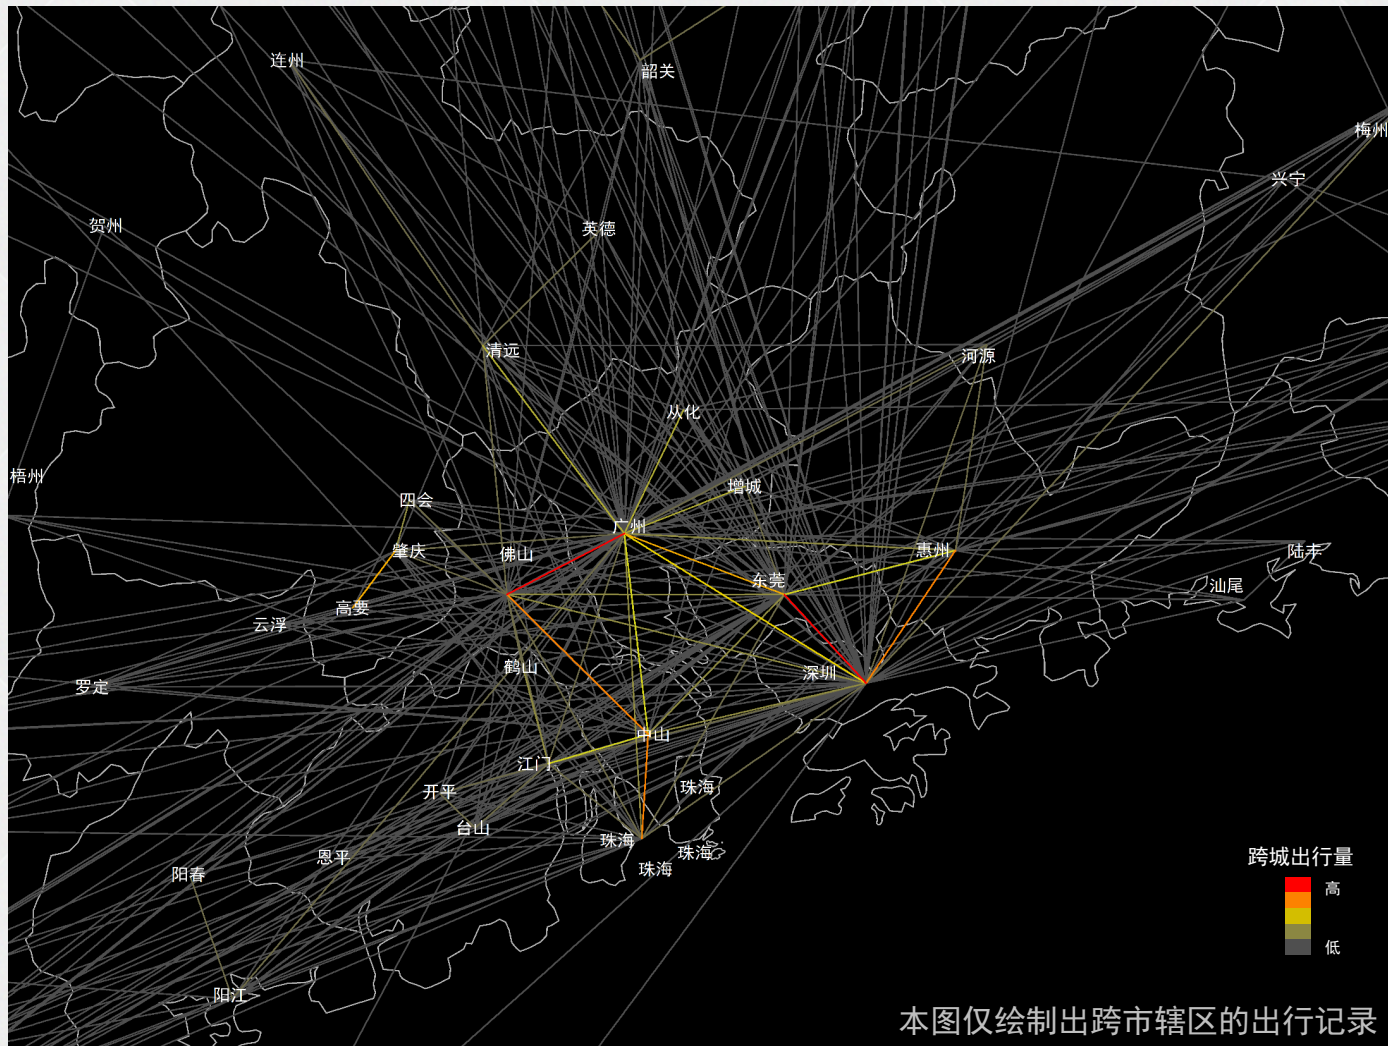 连州
韶关
梅州
兴宁
贺州
英德
清远
河源
从化
梧州
增城
四会
广州
肇庆
佛山
惠州
陆丰
东莞
汕尾
高要
云浮
鹤山
深圳
罗定
中山
江门
珠海
开平
台山
珠海
珠海
恩平
珠海
阳春
阳江
跨城出行量
高
低
本图仅绘制出跨市辖区的出行记录